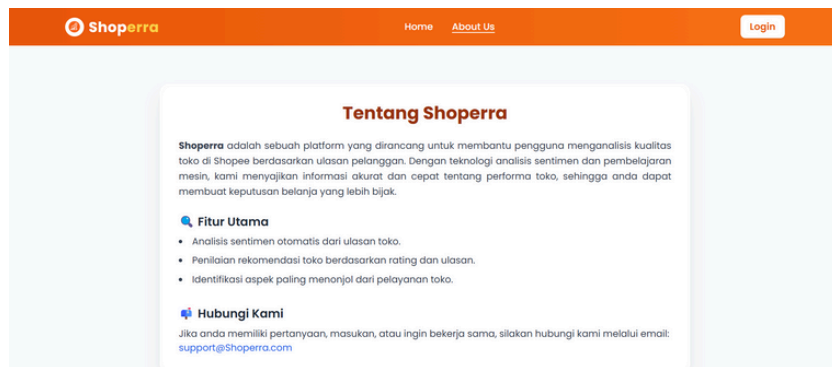 Shoperra
Home About Us
Login
Tentang Shoperra
Shoperra adalah sebuah platform yang dirancang untuk membantu pengguna menganalisis kualitas
toko di Shopee berdasarkan ulasan pelanggan. Dengan teknologi analisis sentimen dan pembelajaran
mesin, kami menyajikan informasi akurat dan cepat tentang performa toko, sehingga anda dapat
membuat keputusan belanja yang lebih bijak.
Fitur Utama
• Analisis sentimen otomatis dari ulasan toko.
• Penilaian rekomendasi toko berdasarkan rating dan ulasan.
• Identifikasi aspek paling menonjol dari pelayanan toko.
Hubungi Kami
Jika anda memiliki pertanyaan, masukan, atau ingin bekerja sama, silakan hubungi kami melalui email:
support@Shoperra.com